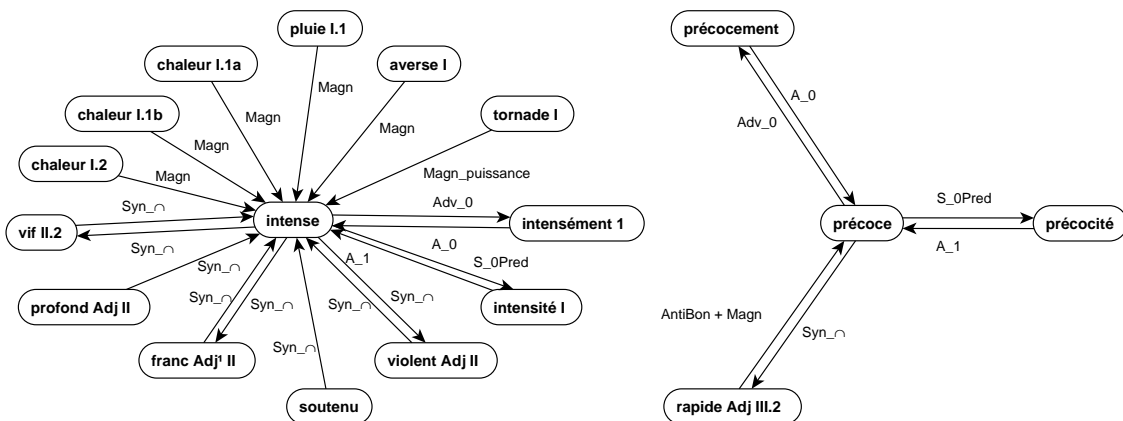 pluie I.1
précocement
chaleur I.1a
averse I
Magn
A_0
chaleur I.1b
Magn
Magn
tornade I
Adv_0
Magn
chaleur I.2
Magn
Magn_puissance
Syn_∩
Adv_0
S_0Pred
vif II.2
intense
intensément 1
précoce
précocité
Syn_∩
A_0
A_1
Syn_∩
A_1
S_0Pred
profond Adj II
Syn_∩
Syn_∩
Syn_∩
Syn_∩
intensité I
AntiBon + Magn
Syn_∩
franc Adj¹ II
Syn_∩
violent Adj II
soutenu
rapide Adj III.2